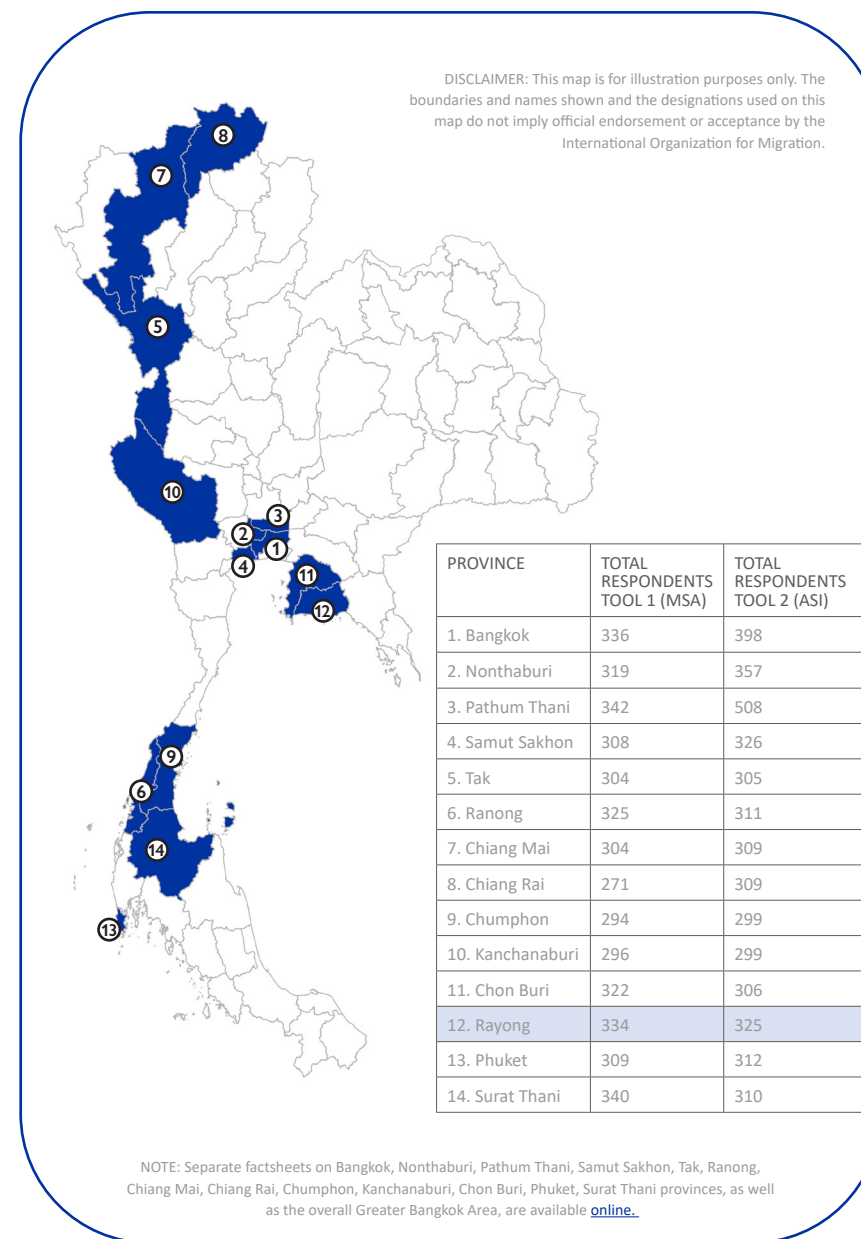 DISCLAIMER: This map is for illustration purposes only. The
boundaries and names shown and the designations used on this
map do not imply official endorsement or acceptance by the
International Organization for Migration.
8
7
5
10
3
2
1
4
11
12
9
6
14
13
PROVINCE TOTAL RESPONDENTS TOOL 1 (MSA) TOTAL RESPONDENTS TOOL 2 (ASI)
1. Bangkok 336 398
2. Nonthaburi 319 357
3. Pathum Thani 342 508
4. Samut Sakhon 308 326
5. Tak 304 305
6. Ranong 325 311
7. Chiang Mai 304 309
8. Chiang Rai 271 309
9. Chumphon 294 299
10. Kanchanaburi 296 299
11. Chon Buri 322 306
12. Rayong 334 325
13. Phuket 309 312
14. Surat Thani 340 310
NOTE: Separate factsheets on Bangkok, Nonthaburi, Pathum Thani, Samut Sakhon, Tak, Ranong,
Chiang Mai, Chiang Rai, Chumphon, Kanchanaburi, Chon Buri, Phuket, Surat Thani provinces, as well
as the overall Greater Bangkok Area, are available online.